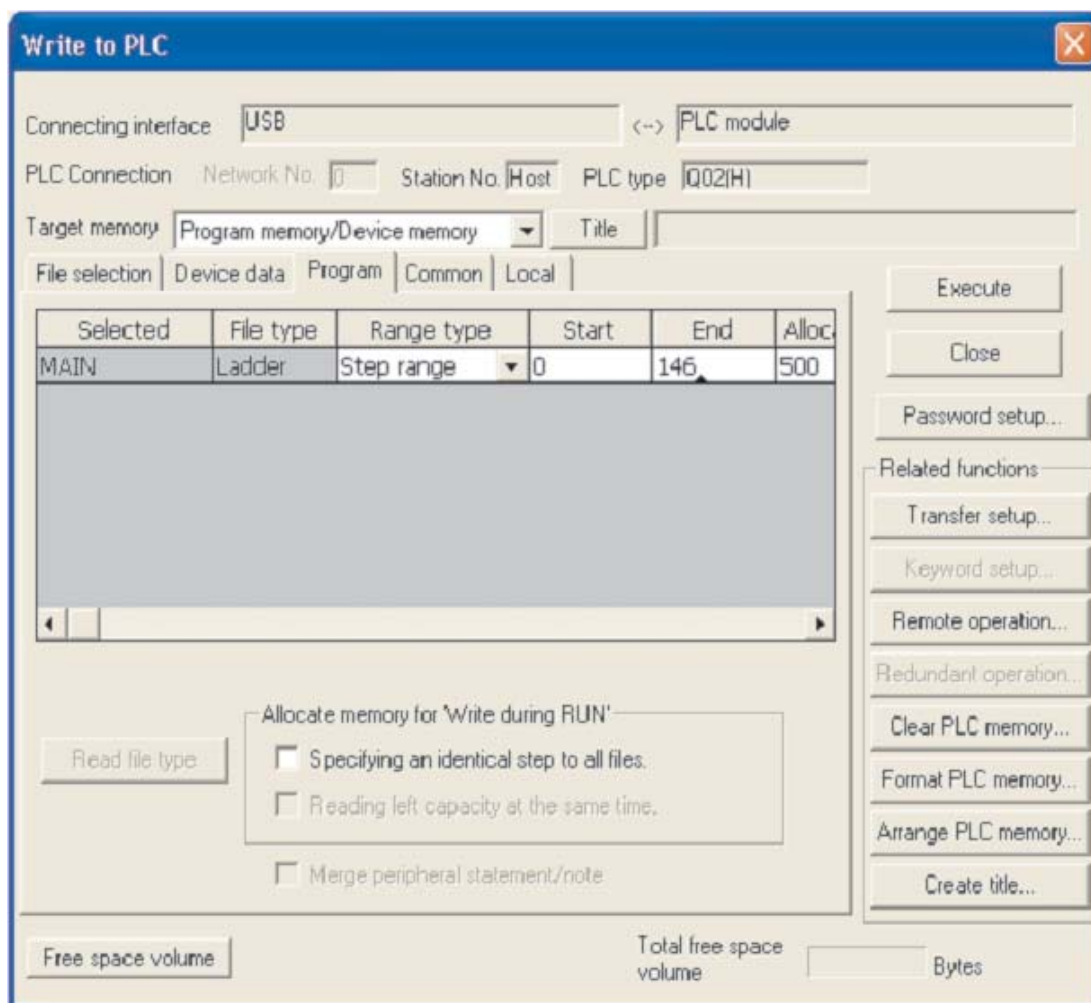 Write to PLC
Connecting interface USB <--> PLC module
PLC Connection Network No. 0 Station No. Host PLC type Q02(H)
Target memory Program memory/Device memory Title
File selection Device data Program Common Local
Selected File type Range type Start End Alloc
MAIN Ladder Step range 0 146 500
Execute
Close
Password setup...
Related functions
Transfer setup...
Keyword setup...
Remote operation...
Redundant operation...
Clear PLC memory...
Format PLC memory...
Arrange PLC memory...
Create title...
Allocate memory for 'Write during RUN'
Read file type
Specifying an identical step to all files.
Reading left capacity at the same time.
Merge peripheral statement/note
Free space volume
Total free space
volume
Bytes